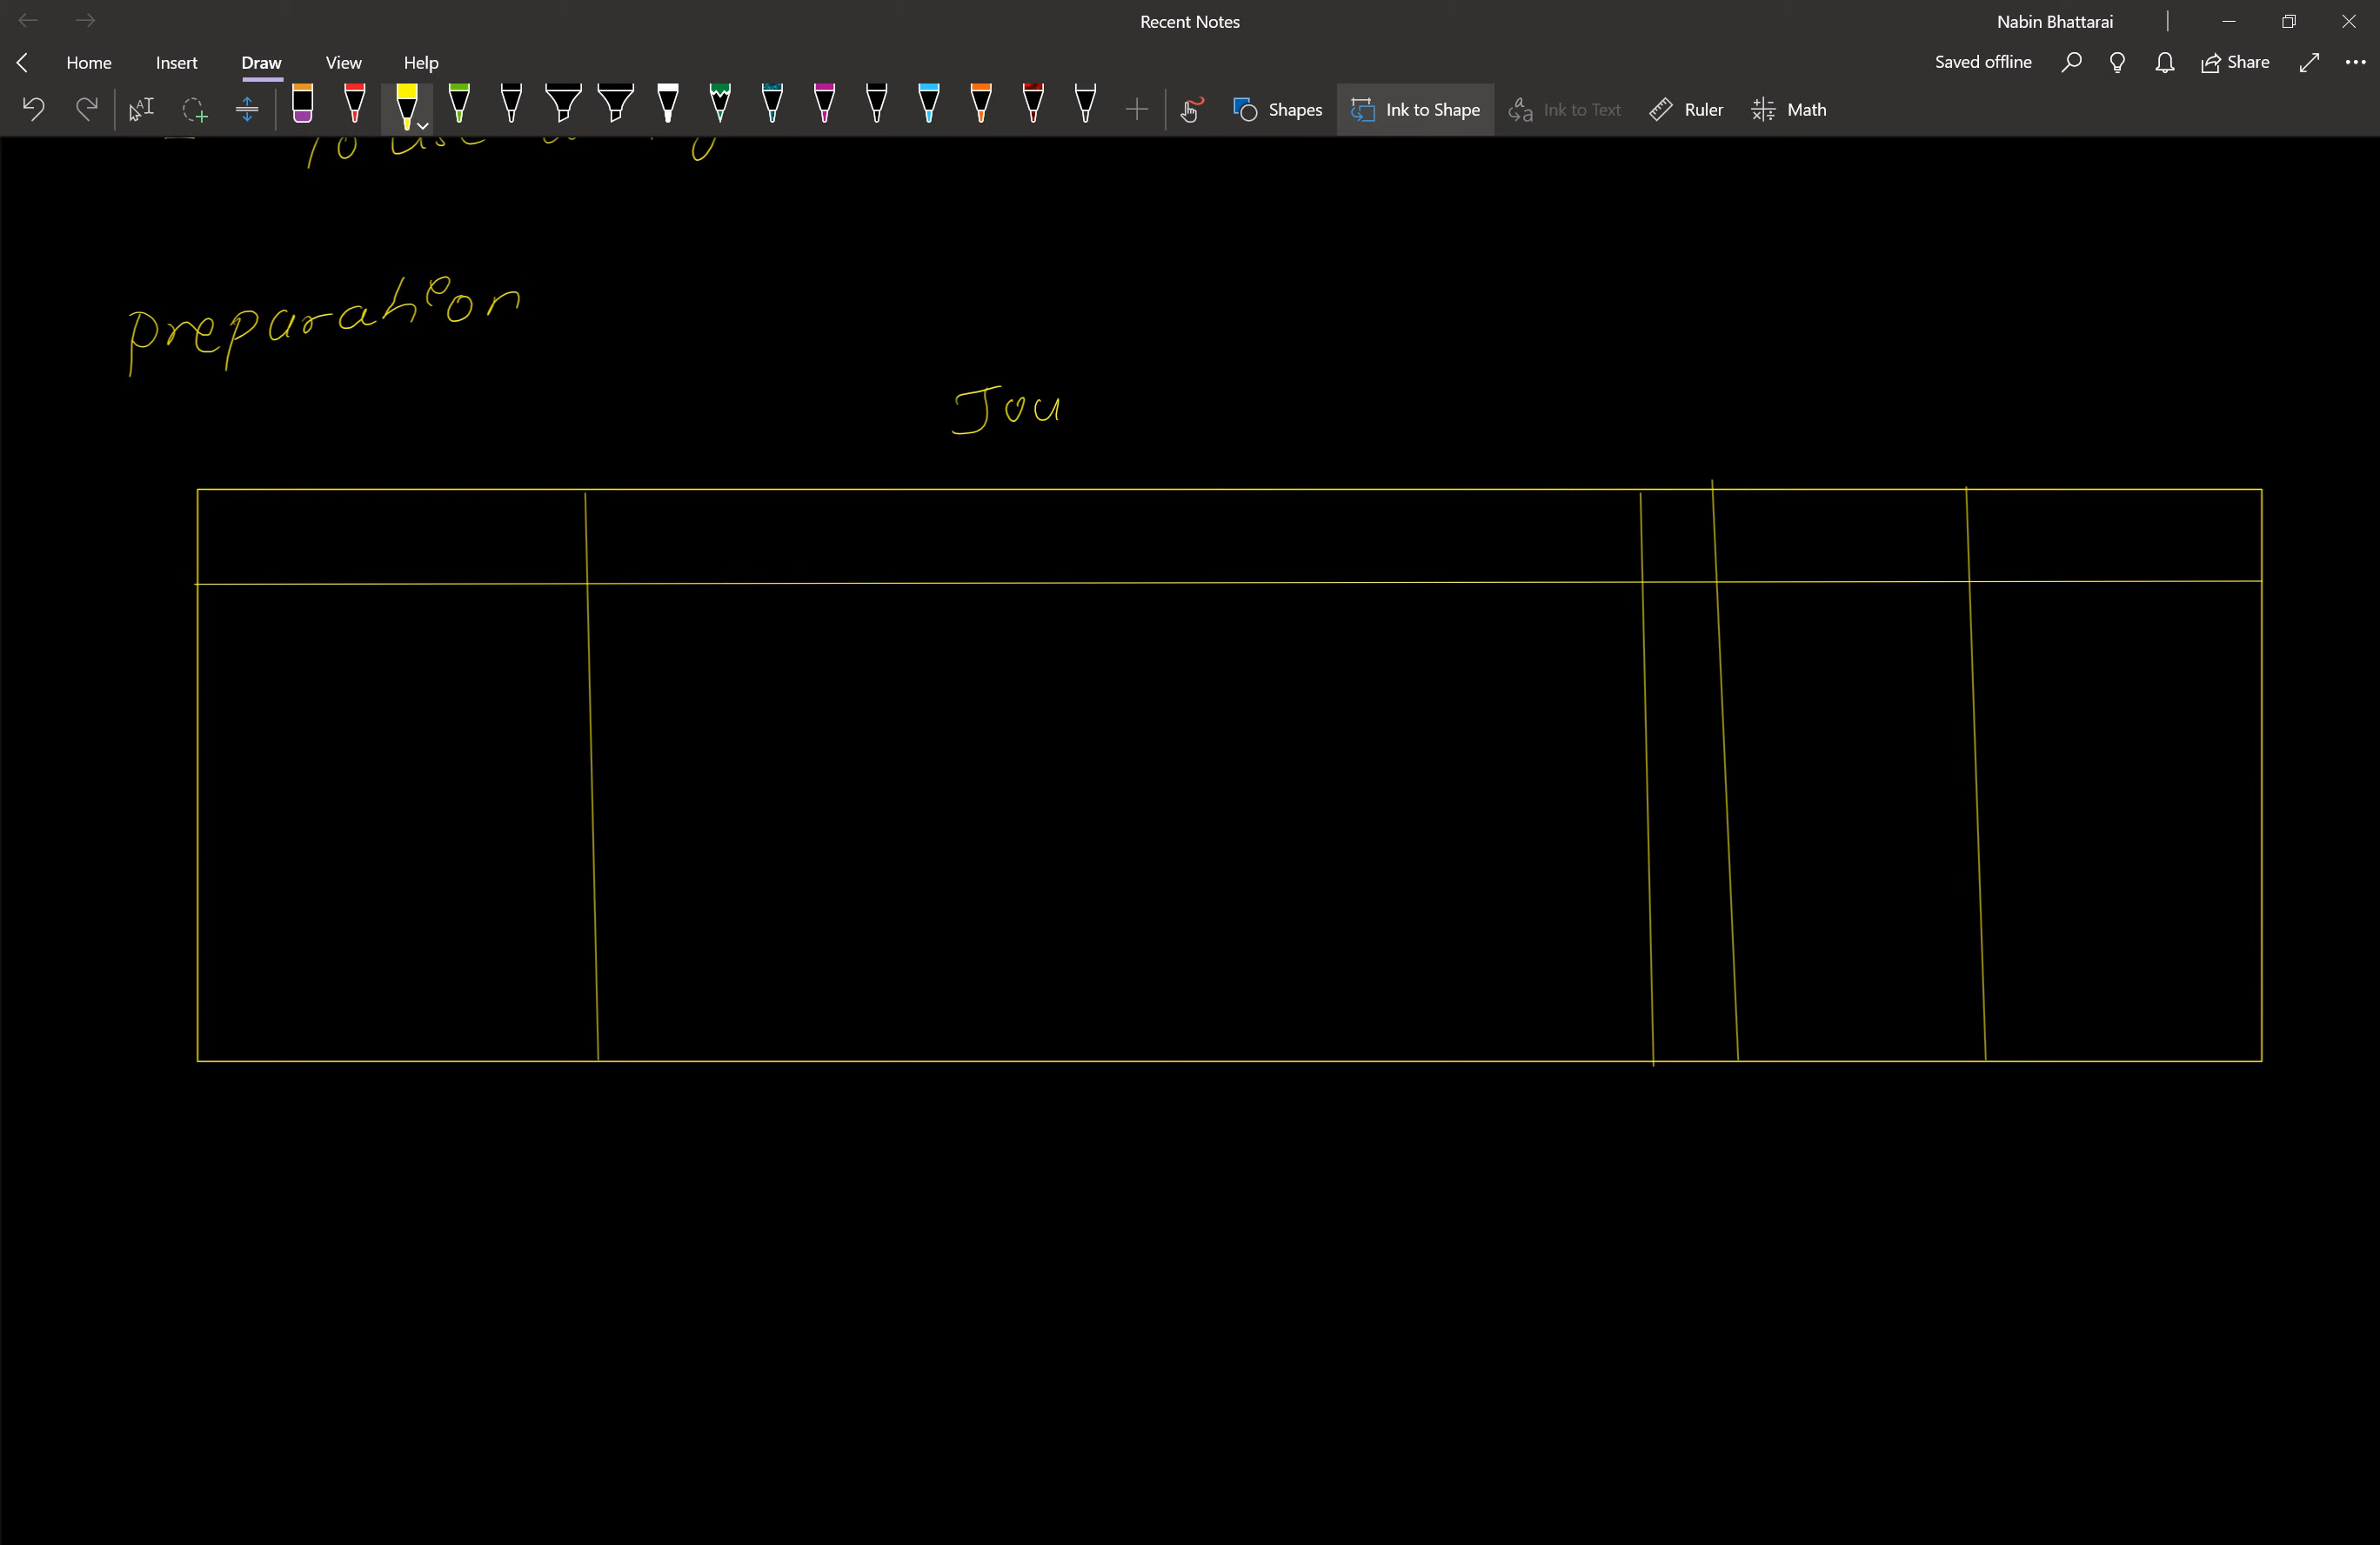 Recent Notes Nabin Bhattarai
Home Insert Draw View Help Saved offline Share
Shapes Ink to Shape Ink to Text Ruler Math
preparation
Jou